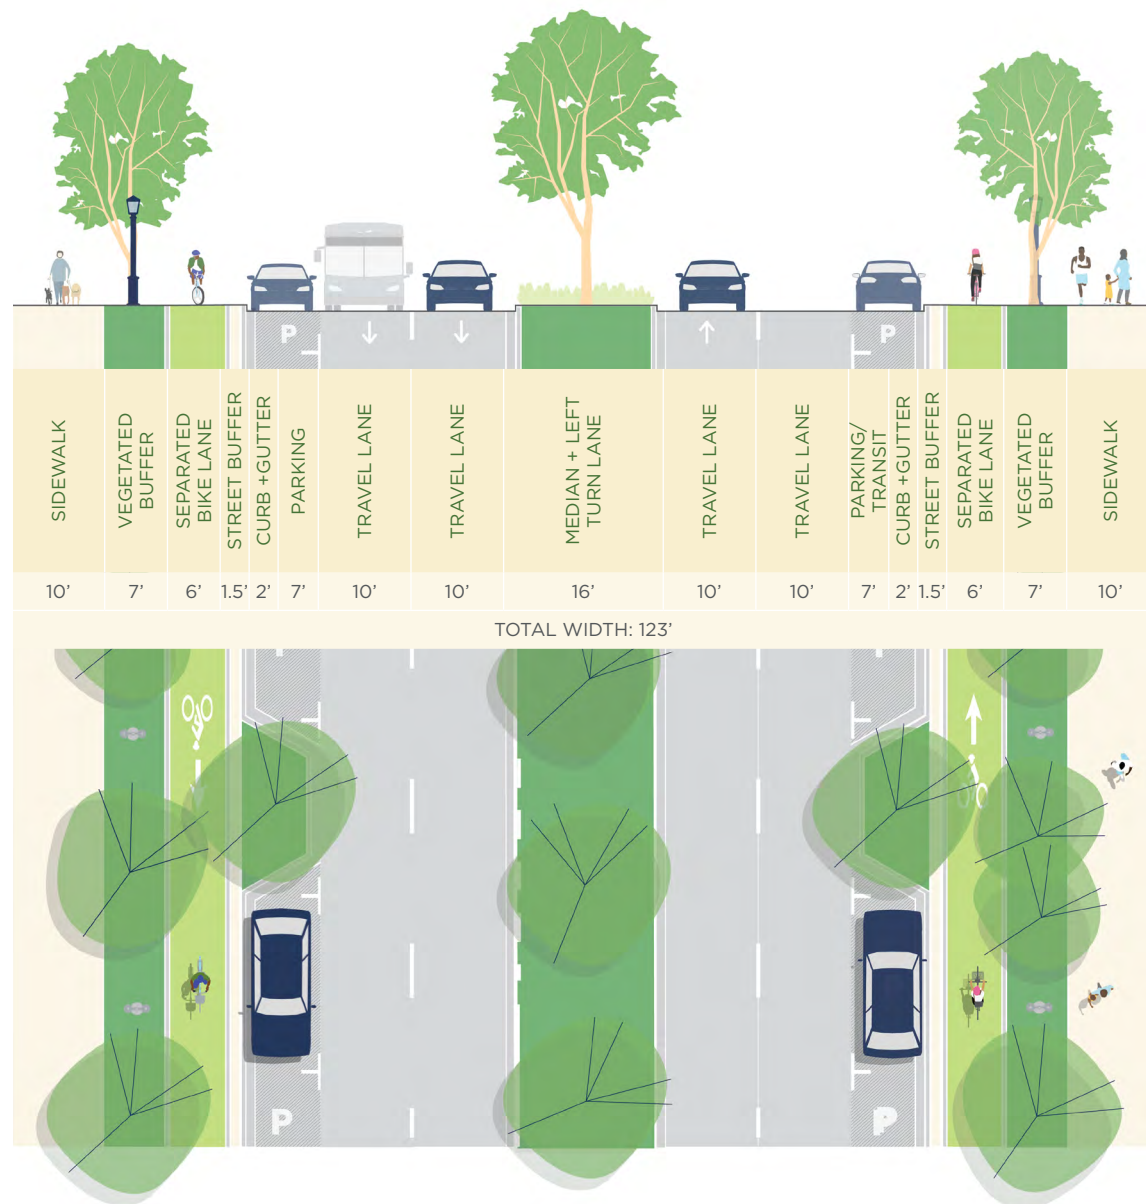 P
P
SIDEWALK
VEGETATED
BUFFER
SEPARATED
BIKE LANE
STREET BUFFER
CURB +GUTTER
PARKING
TRAVEL LANE
TRAVEL LANE
MEDIAN + LEFT
TURN LANE
TRAVEL LANE
TRAVEL LANE
PARKING/
TRANSIT
CURB +GUTTER
STREET BUFFER
SEPARATED
BIKE LANE
VEGETATED
BUFFER
SIDEWALK
10’ 7’ 6’ 1.5’ 2’ 7’ 10’ 10’ 16’ 10’ 10’ 7’ 2’ 1.5’ 6’ 7’ 10’
TOTAL WIDTH: 123’
P
P